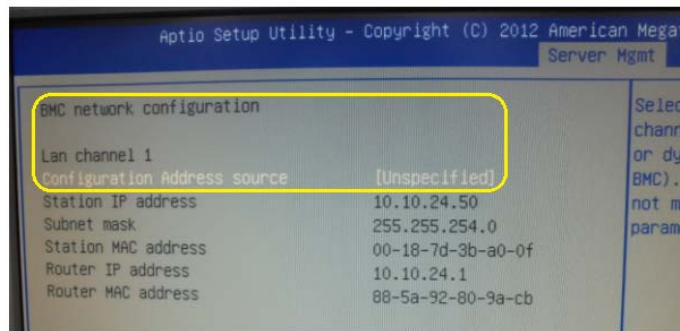 Aptio Setup Utility - Copyright (C) 2012 American Mega
Server Mgmt
BMC network configuration
Lan channel 1
Configuration Address source [Unspecified]
Station IP address 10.10.24.50
Subnet mask 255.255.254.0
Station MAC address 00-18-7d-3b-a0-0f
Router IP address 10.10.24.1
Router MAC address 88-5a-92-80-9a-cb
Selec
chann
or dy
BMC).
not m
param